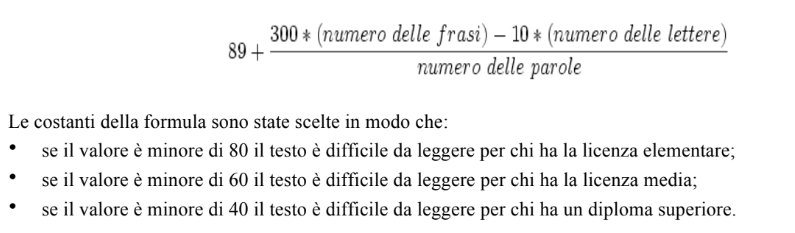 89 + 300 * (numero delle frasi) − 10 * (numero delle lettere) / numero delle parole
Le costanti della formula sono state scelte in modo che:
• se il valore è minore di 80 il testo è difficile da leggere per chi ha la licenza elementare;
• se il valore è minore di 60 il testo è difficile da leggere per chi ha la licenza media;
• se il valore è minore di 40 il testo è difficile da leggere per chi ha un diploma superiore.